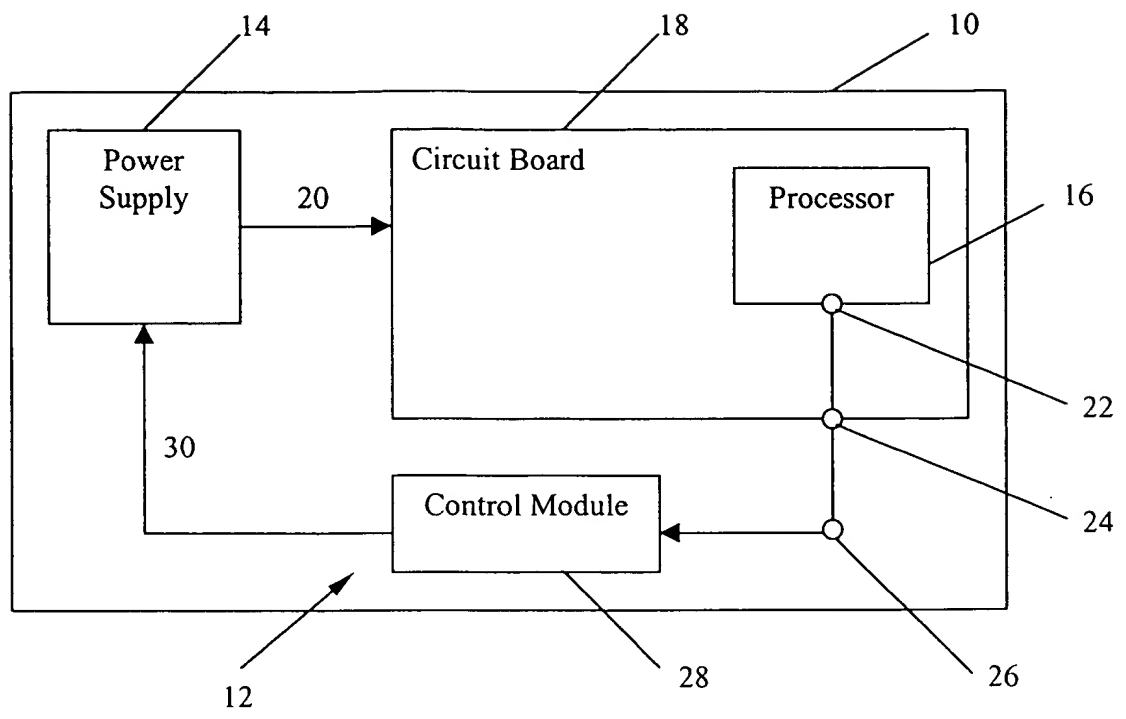 14
18
10
Power
Supply
20
Circuit Board
Processor
16
22
30
Control Module
24
12
28
26